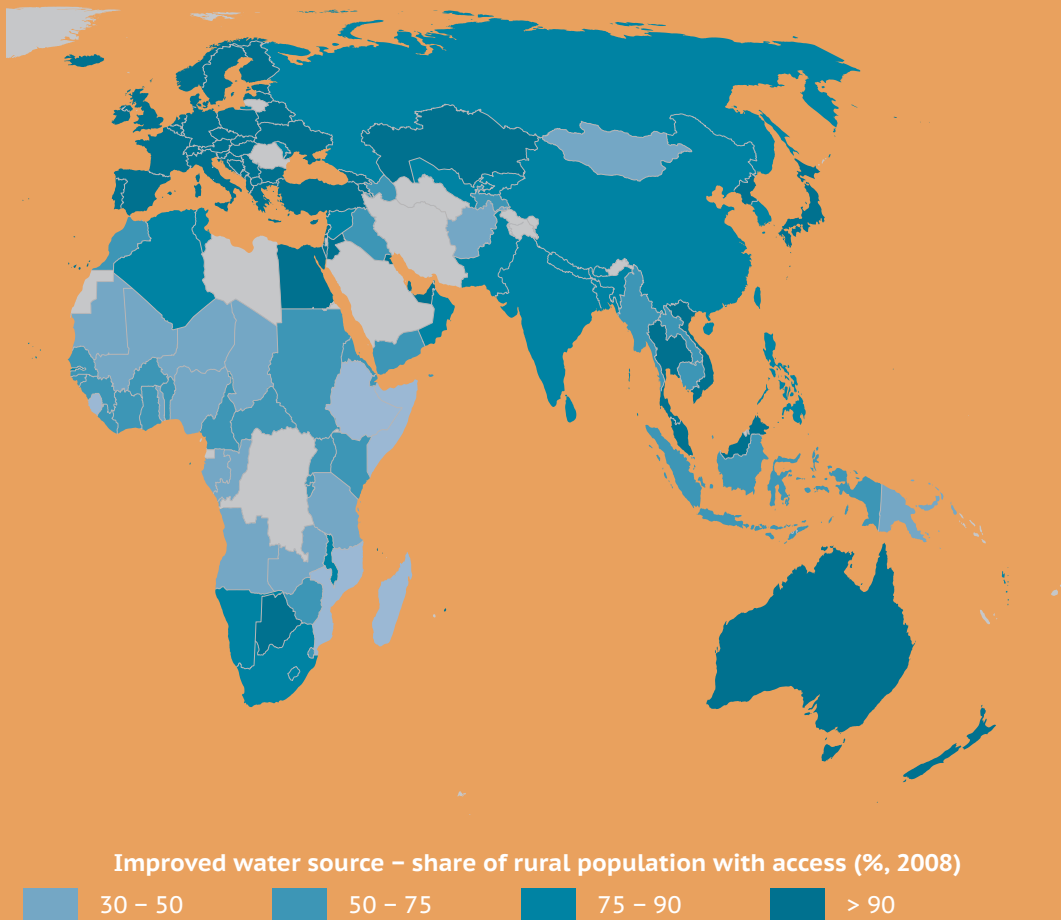 Improved water source – share of rural population with access (%, 2008)
30 – 50 50 – 75 75 – 90 > 90